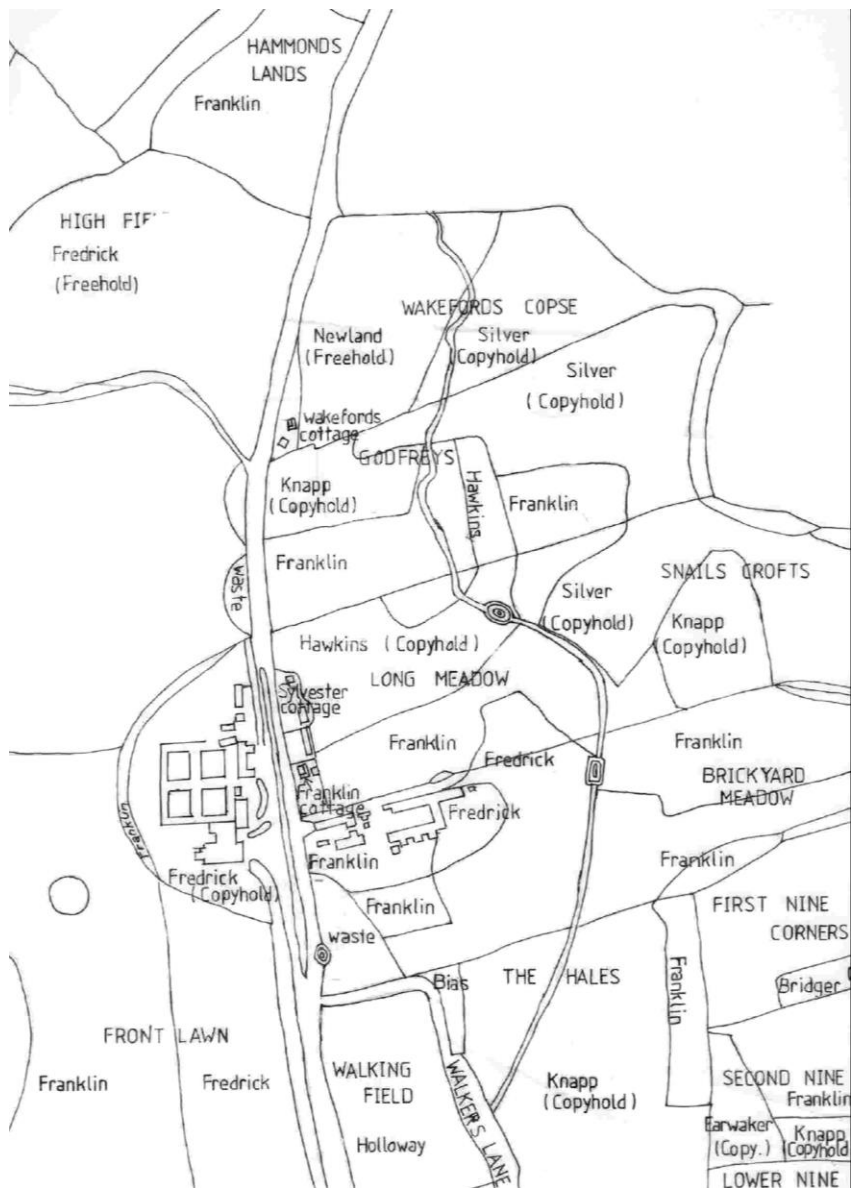 HAMMONDS
LANDS
Franklin
HIGH FIE
Fredrick
(Freehold)
WAKEFORDS COPSE
Newland
(Freehold)
Silver
(Copyhold)
Silver
(Copyhold)
Wakefords
cottage
GODFREYS
Knapp
(Copyhold)
Hawkins
Franklin
Franklin
waste
SNAILS CROFTS
Silver
(Copyhold)
Knapp
(Copyhold)
Hawkins (Copyhold)
LONG MEADOW
Sylvester
cottage
Franklin
Fredrick
Franklin
BRICKYARD
MEADOW
Franklin
cottage
Fredrick
Franklin
Franklin
Fredrick
(Copyhold)
Franklin
Franklin
FIRST NINE
CORNERS
waste
Bias
THE HALES
Franklin
Bridger
FRONT LAWN
Franklin
Fredrick
WALKING
FIELD
Holloway
WALKERS LANE
Knapp
(Copyhold)
SECOND NINE
Franklin
Earwaker
(Copy.)
Knapp
(Copyhold
LOWER NINE